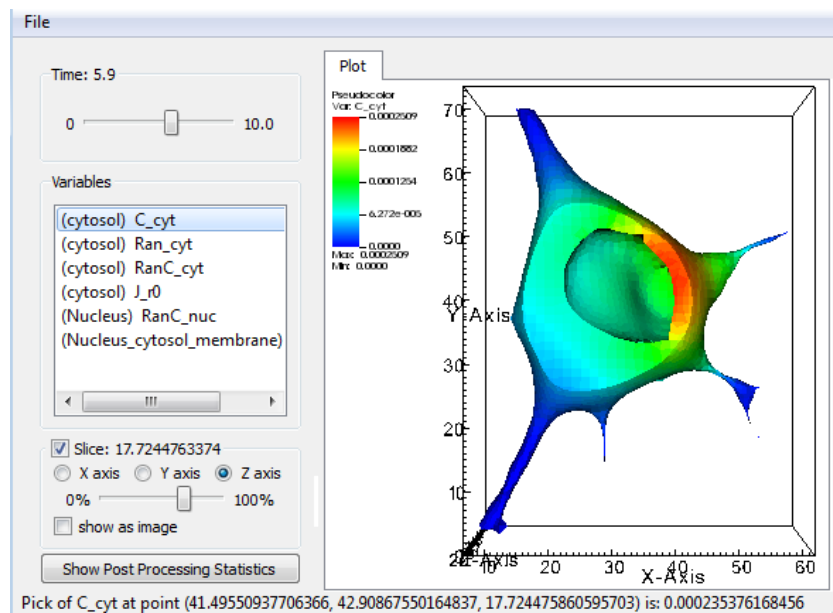 File
Time: 5.9
0
10.0
Variables
(cytosol) C_cyt
(cytosol) Ran_cyt
(cytosol) RanC_cyt
(cytosol) J_r0
(Nucleus) RanC_nuc
(Nucleus_cytosol_membrane)
Slice: 17.7244763374
X axis
Y axis
Z axis
0%
100%
show as image
Show Post Processing Statistics
Plot
Pseudocolor
Var: C_cyt
0.0002509
0.0001882
0.0001254
6.272e-005
0.0000
Max: 0.0002509
Min: 0.0000
70
60
50
40
Y-Axis
30
20
10
10
20
30
40
50
60
X-Axis
Pick of C_cyt at point (41.49550937706366, 42.90867550164837, 17.724475860595703) is: 0.000235376168456